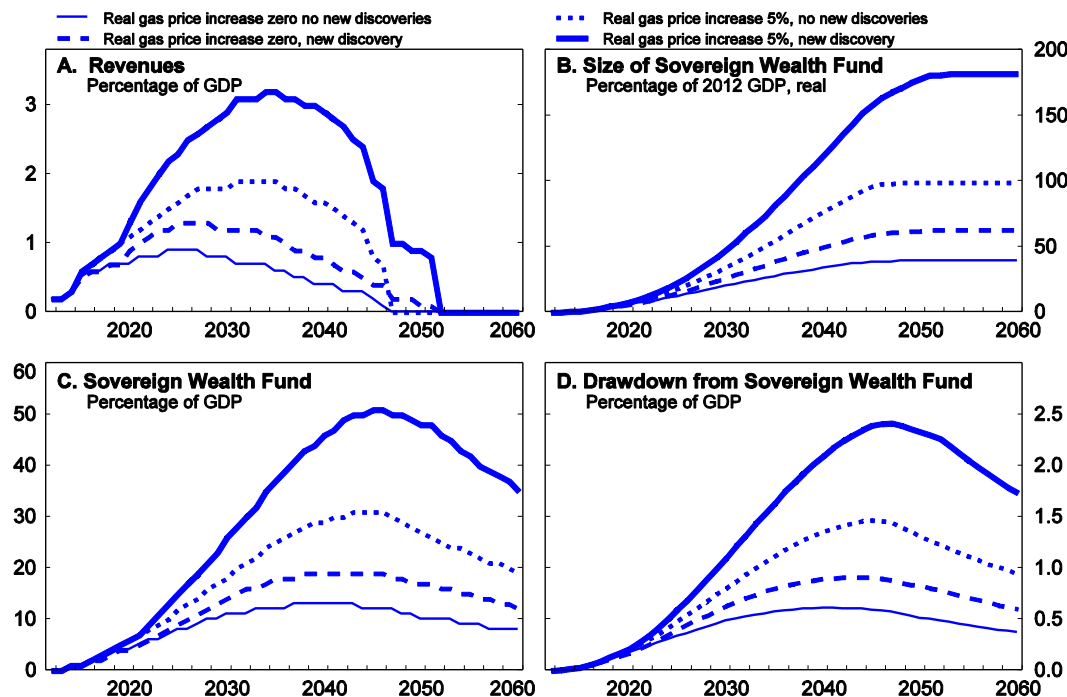 Real gas price increase zero no new discoveries
Real gas price increase zero, new discovery
Real gas price increase 5%, no new discoveries
Real gas price increase 5%, new discovery
A. Revenues
Percentage of GDP
3
2
1
0
2020 2030 2040 2050 2060
B. Size of Sovereign Wealth Fund
Percentage of 2012 GDP, real
200
150
100
50
0
2020 2030 2040 2050 2060
C. Sovereign Wealth Fund
Percentage of GDP
60
50
40
30
20
10
0
2020 2030 2040 2050 2060
D. Drawdown from Sovereign Wealth Fund
Percentage of GDP
2.5
2.0
1.5
1.0
0.5
0.0
2020 2030 2040 2050 2060